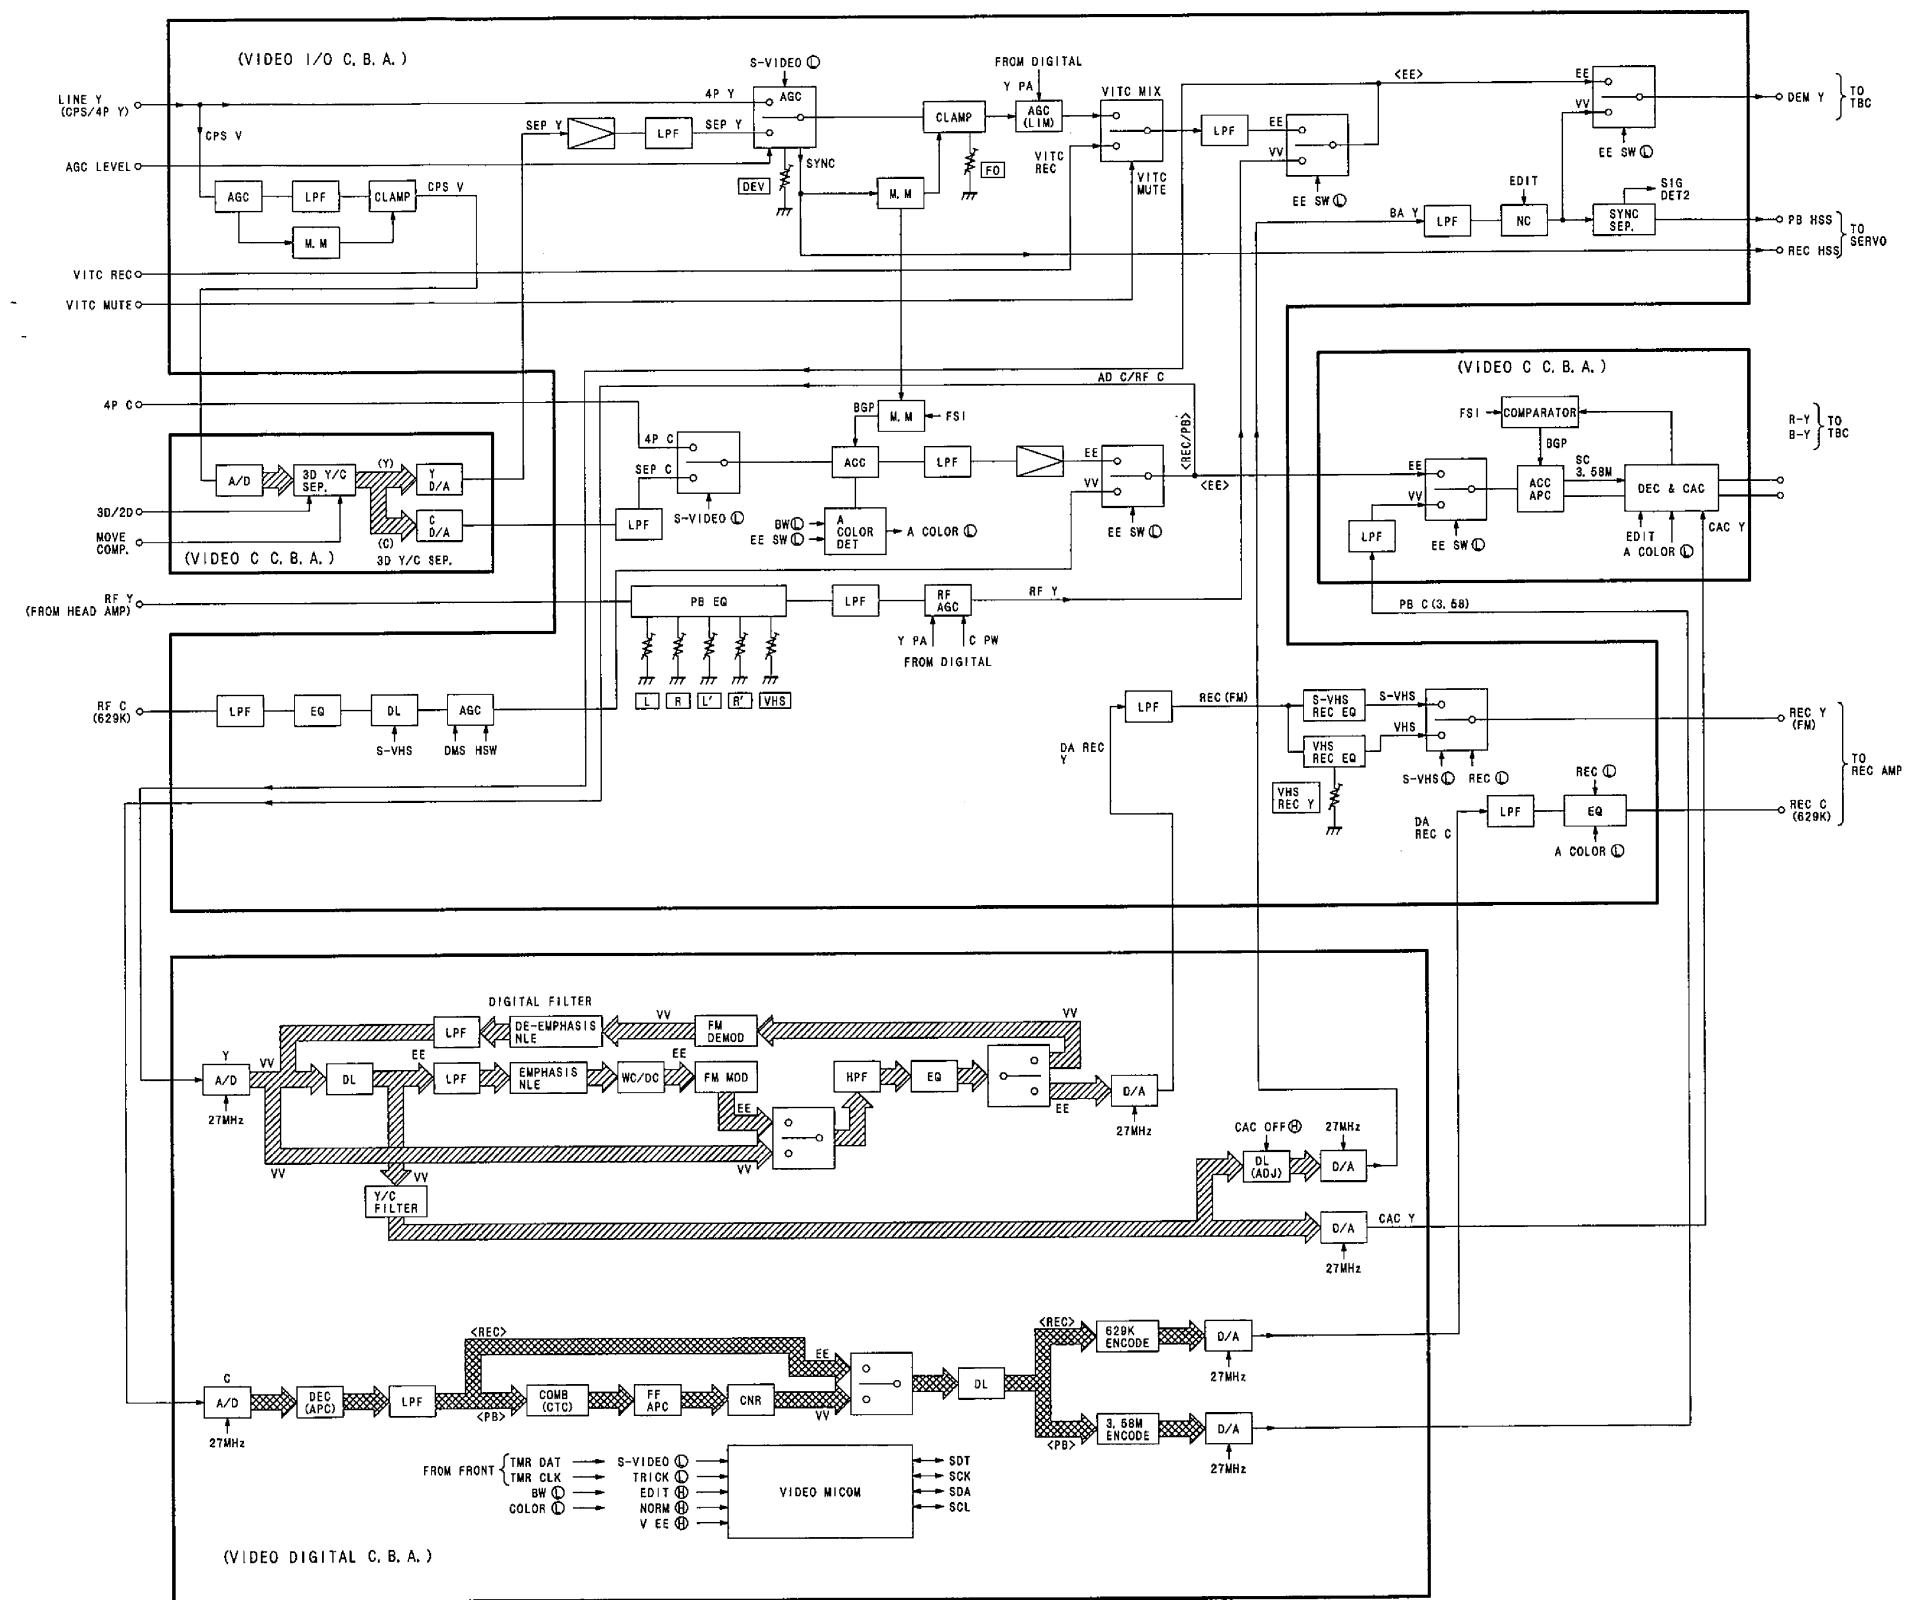 (VIDEO I/O C.B.A.)
LINE Y
(CPS/4P Y)
CPS V
AGC LEVEL
AGC
LPF
CLAMP
CPS V
M.M
VITC REC
VITC MUTE
S-VIDEO Ⓛ
4P Y
AGC
SEP Y
LPF
SEP Y
DEV
SYNC
M.M
CLAMP
FO
FROM DIGITAL
Y PA
AGC
(LIM)
VITC MIX
VITC
REC
VITC
MUTE
LPF
EE
VV
EE SW Ⓛ
<EE>
EE
VV
EE SW Ⓛ
DEM Y
TO
TBC
BA Y
LPF
EDIT
NC
SYNC
SEP.
SIG
DET2
PB HSS
REC HSS
TO
SERVO
4P C
A/D
3D Y/C
SEP.
(Y)
Y
D/A
C
D/A
(C)
3D/2D
MOVE
COMP.
(VIDEO C C.B.A.)
3D Y/C SEP.
AD C/RF C
BGP
M.M
FSI
4P C
SEP C
LPF
S-VIDEO Ⓛ
ACC
LPF
EE
VV
EE SW Ⓛ
<REC/PB>
<EE>
BW Ⓛ
EE SW Ⓛ
A
COLOR
DET
A COLOR Ⓛ
(VIDEO C C.B.A.)
FSI
COMPARATOR
BGP
EE
VV
LPF
EE SW Ⓛ
ACC
APC
SC
3.58M
DEC & CAC
EDIT
A COLOR Ⓛ
CAC Y
R-Y
B-Y
TO
TBC
RF Y
(FROM HEAD AMP)
PB EQ
LPF
RF
AGC
RF Y
Y PA
C PW
FROM DIGITAL
L
R
L'
R'
VHS
PB C (3.58)
RF C
(629K)
LPF
EQ
DL
AGC
S-VHS
DMS HSW
DA REC
Y
LPF
REC (FM)
S-VHS
REC EQ
S-VHS
VHS
REC EQ
VHS
VHS
REC Y
S-VHS Ⓛ
REC Ⓛ
REC Y
(FM)
TO
REC AMP
DA
REC C
LPF
REC Ⓛ
EQ
A COLOR Ⓛ
REC C
(629K)
DIGITAL FILTER
LPF
DE-EMPHASIS
NLE
VV
FM
DEMOD
VV
Y
A/D
27MHz
VV
DL
EE
LPF
EMPHASIS
NLE
WC/DC
EE
FM MOD
EE
HPF
EQ
EE
D/A
27MHz
VV
VV
VV
Y/C
FILTER
CAC OFF Ⓗ
DL
(ADJ)
27MHz
D/A
D/A
CAC Y
27MHz
<REC>
C
A/D
27MHz
DEC
(APC)
LPF
<PB>
COMB
(CTC)
FF
APC
CNR
EE
VV
DL
<REC>
629K
ENCODE
D/A
27MHz
<PB>
3.58M
ENCODE
D/A
27MHz
FROM FRONT
TMR DAT
TMR CLK
BW Ⓛ
COLOR Ⓛ
S-VIDEO Ⓛ
TRICK Ⓛ
EDIT Ⓗ
NORM Ⓗ
V EE Ⓗ
VIDEO MICOM
SDT
SCK
SDA
SCL
(VIDEO DIGITAL C.B.A.)